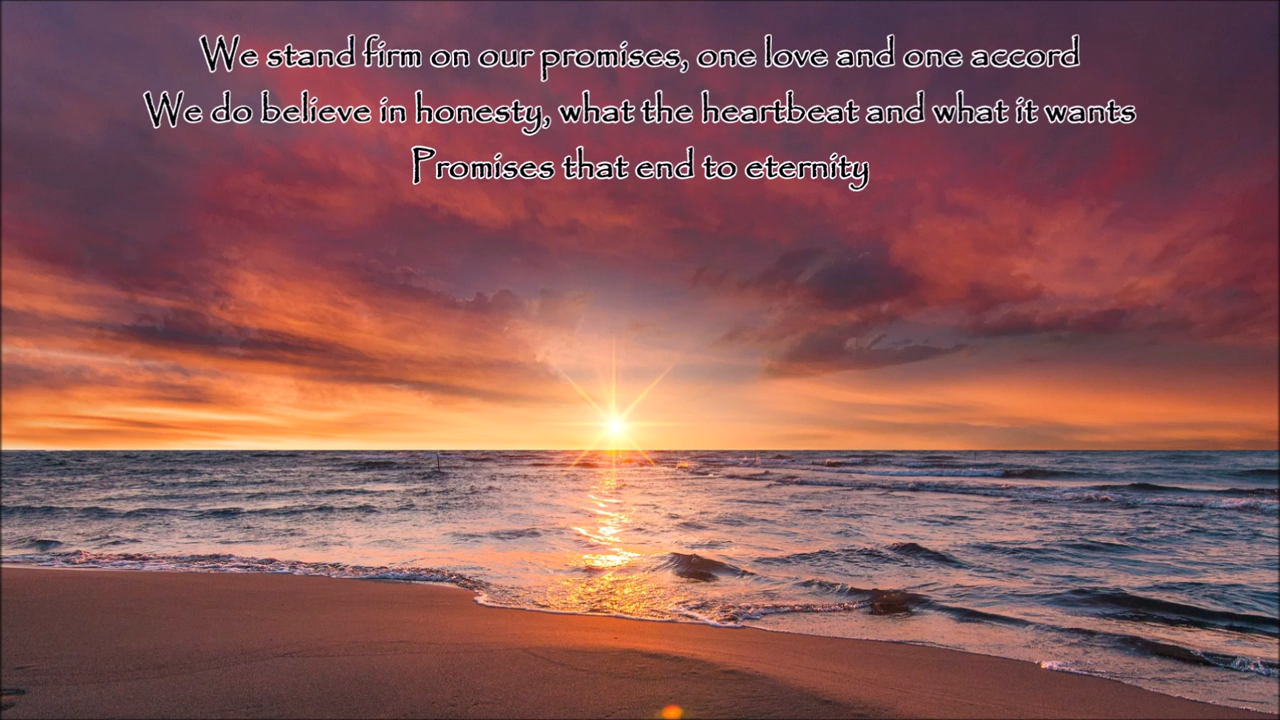 We stand firm on our promises, one love and one accord
We do believe in honesty, what the heartbeat and what it wants
Promises that end to eternity